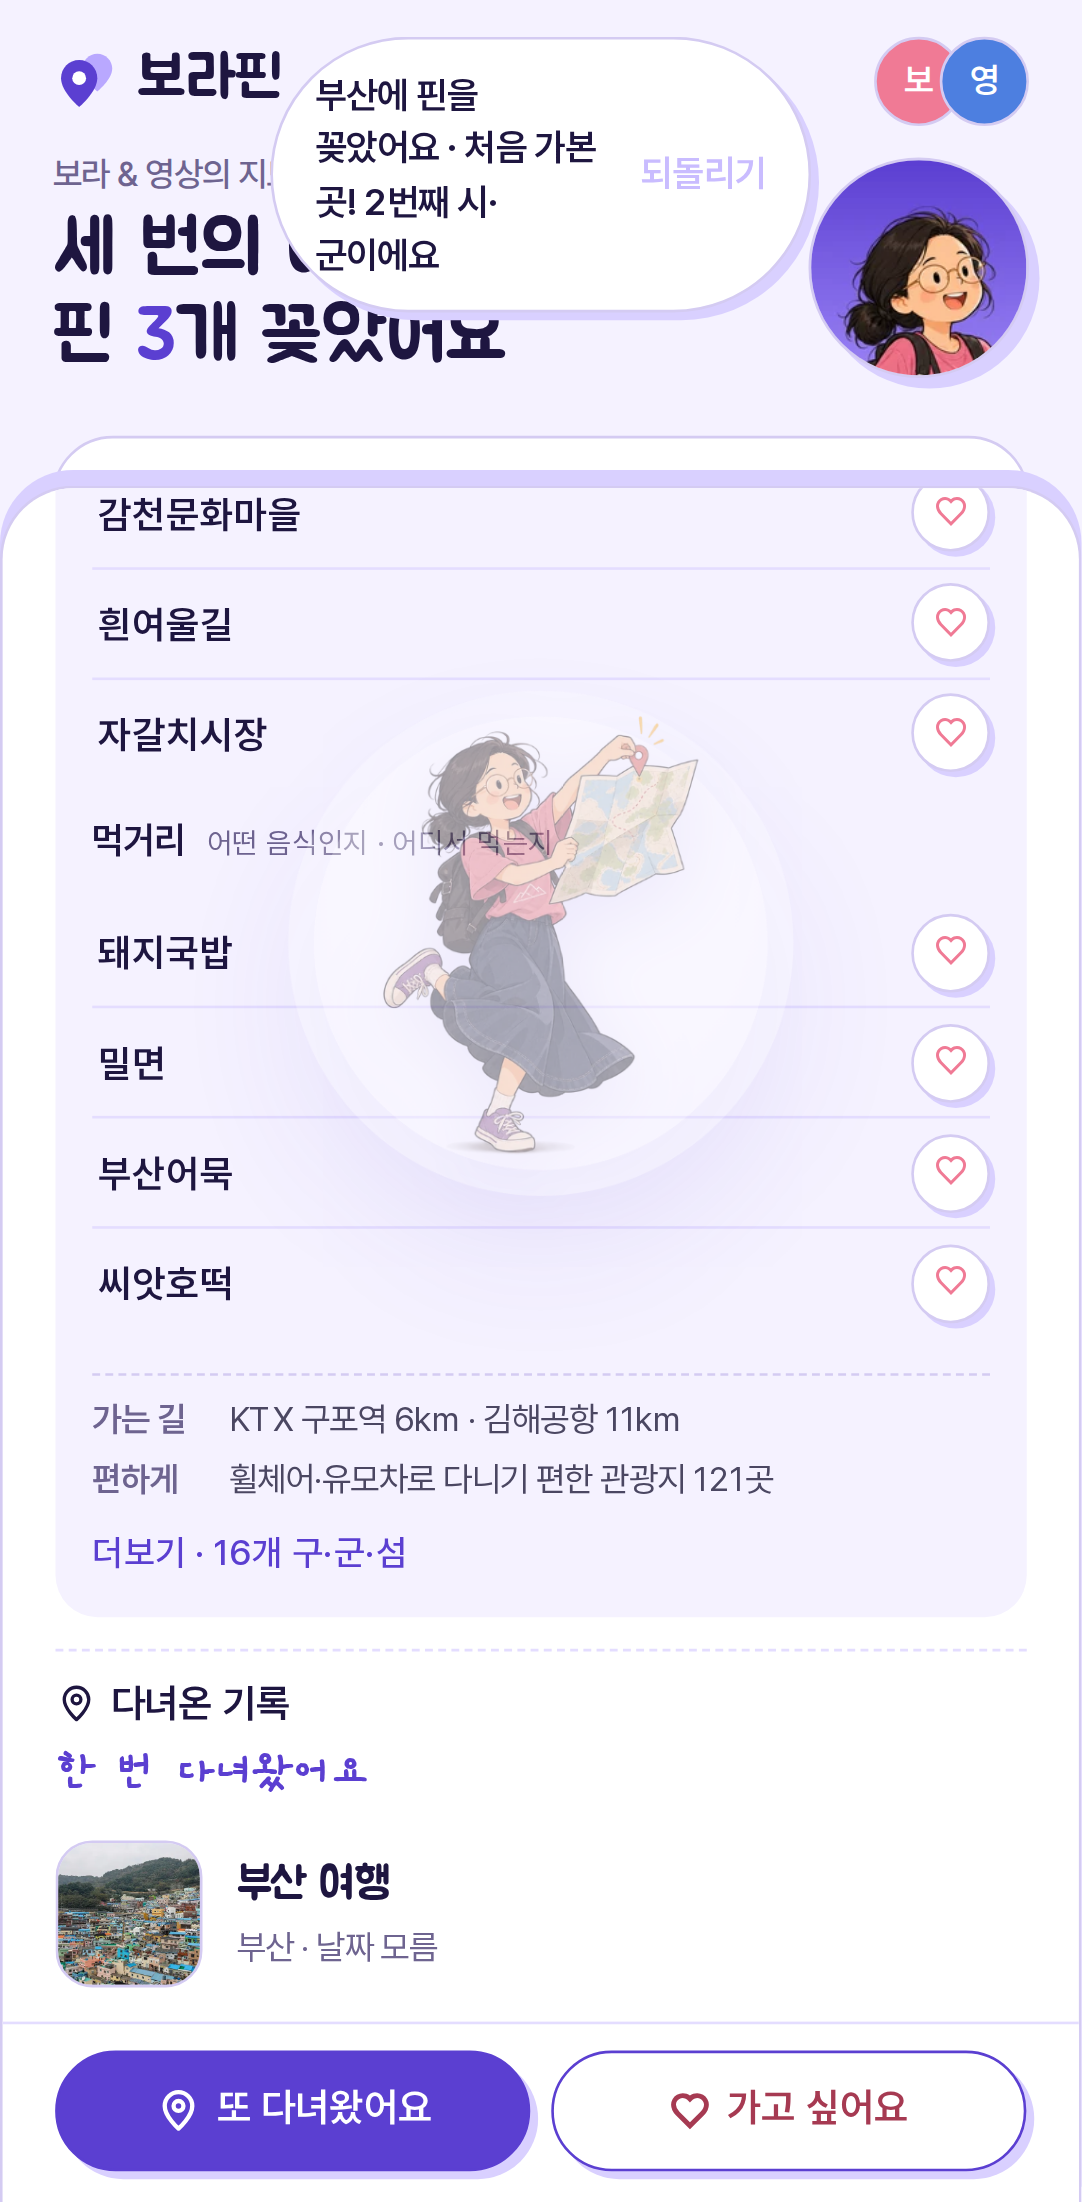 보라핀
부산에 핀을
꽂았어요 · 처음 가본
곳! 2번째 시·
군이에요
되돌리기
보 영
보라 & 영상의 지
세 번의
핀 3개 꽂았어요
감천문화마을
흰여울길
자갈치시장
먹거리 어떤 음식인지 · 어디서 먹는지
돼지국밥
밀면
부산어묵
씨앗호떡
가는 길 KTX 구포역 6km · 김해공항 11km
편하게 휠체어·유모차로 다니기 편한 관광지 121곳
더보기 · 16개 구·군·섬
다녀온 기록
한 번 다녀왔어요
부산 여행
부산 · 날짜 모름
또 다녀왔어요
가고 싶어요